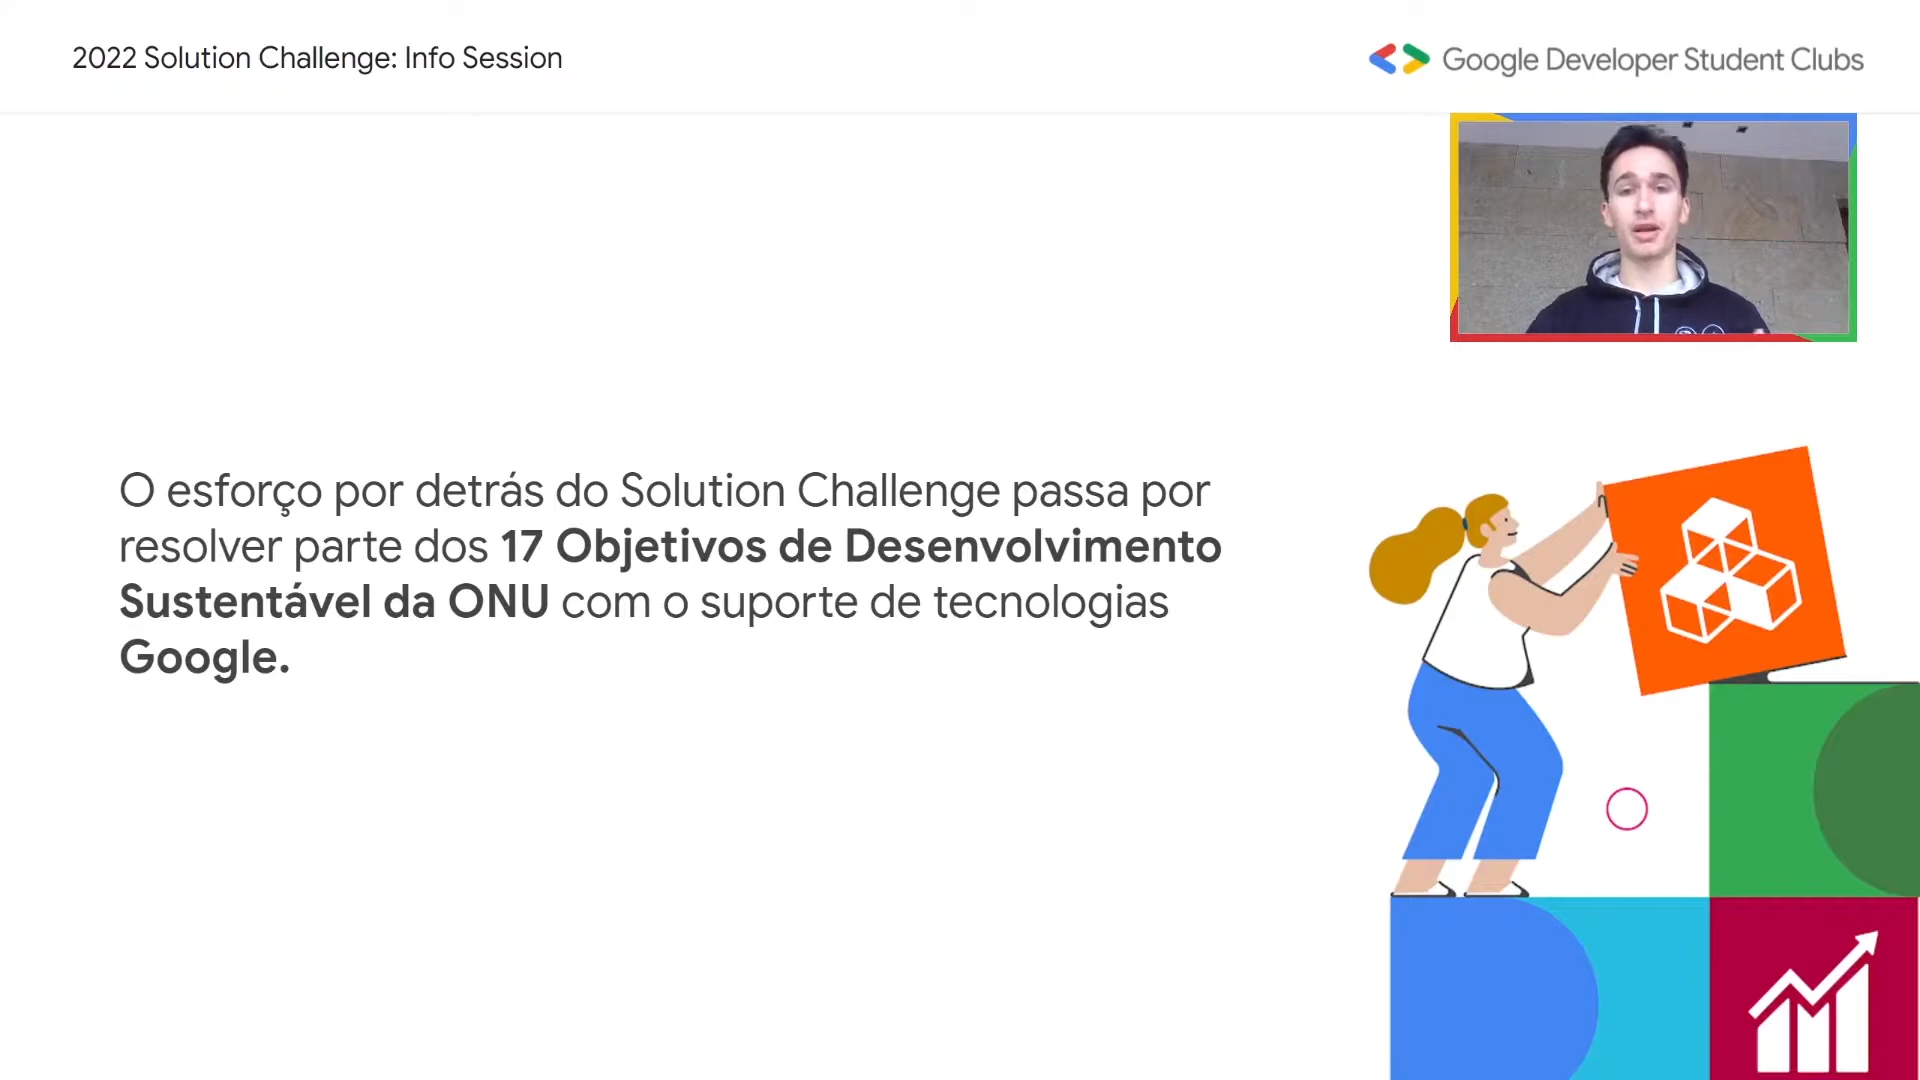 2022 Solution Challenge: Info Session
Google Developer Student Clubs
O esforço por detrás do Solution Challenge passa por
resolver parte dos 17 Objetivos de Desenvolvimento
Sustentável da ONU com o suporte de tecnologias
Google.